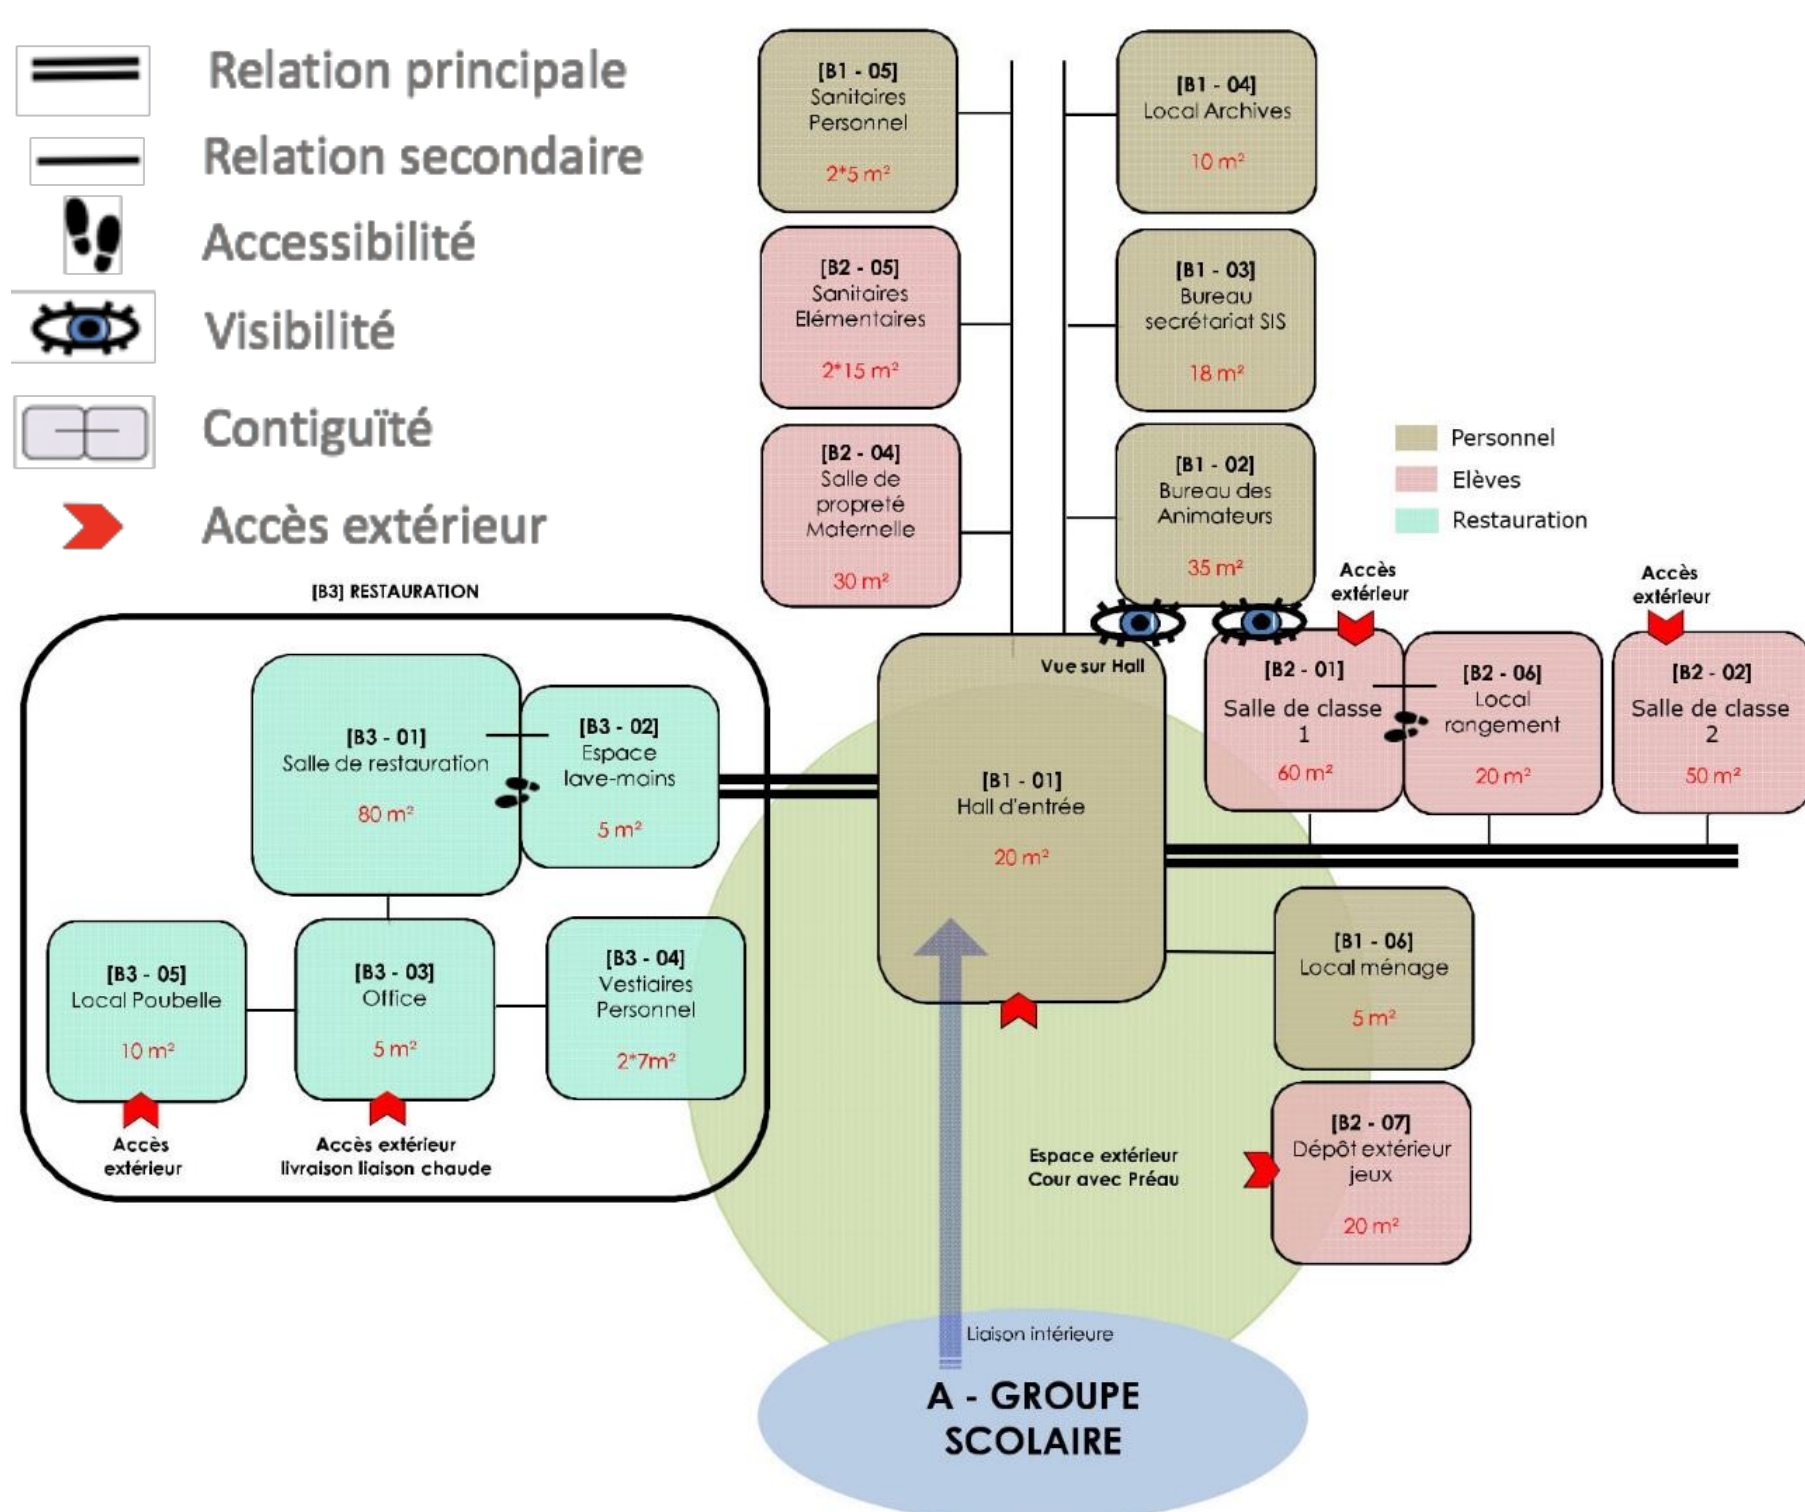 Relation principale
Relation secondaire
Accessibilité
Visibilité
Contiguïté
Accès extérieur
[B1 - 05]
Sanitaires
Personnel
2*5 m²
[B1 - 04]
Local Archives
10 m²
[B2 - 05]
Sanitaires
Elémentaires
2*15 m²
[B1 - 03]
Bureau
secrétariat SIS
18 m²
[B2 - 04]
Salle de
propreté
Maternelle
30 m²
[B1 - 02]
Bureau des
Animateurs
35 m²
Personnel
Elèves
Restauration
[B3] RESTAURATION
Accès
extérieur
Accès
extérieur
Vue sur Hall
[B2 - 01]
Salle de classe
1
60 m²
[B2 - 06]
Local
rangement
20 m²
[B2 - 02]
Salle de classe
2
50 m²
[B3 - 01]
Salle de restauration
80 m²
[B3 - 02]
Espace
lave-mains
5 m²
[B1 - 01]
Hall d'entrée
20 m²
[B3 - 05]
Local Poubelle
10 m²
[B3 - 03]
Office
5 m²
[B3 - 04]
Vestiaires
Personnel
2*7m²
[B1 - 06]
Local ménage
5 m²
Accès
extérieur
Accès extérieur
livraison liaison chaude
Espace extérieur
Cour avec Préau
[B2 - 07]
Dépôt extérieur
jeux
20 m²
Liaison intérieure
A - GROUPE
SCOLAIRE